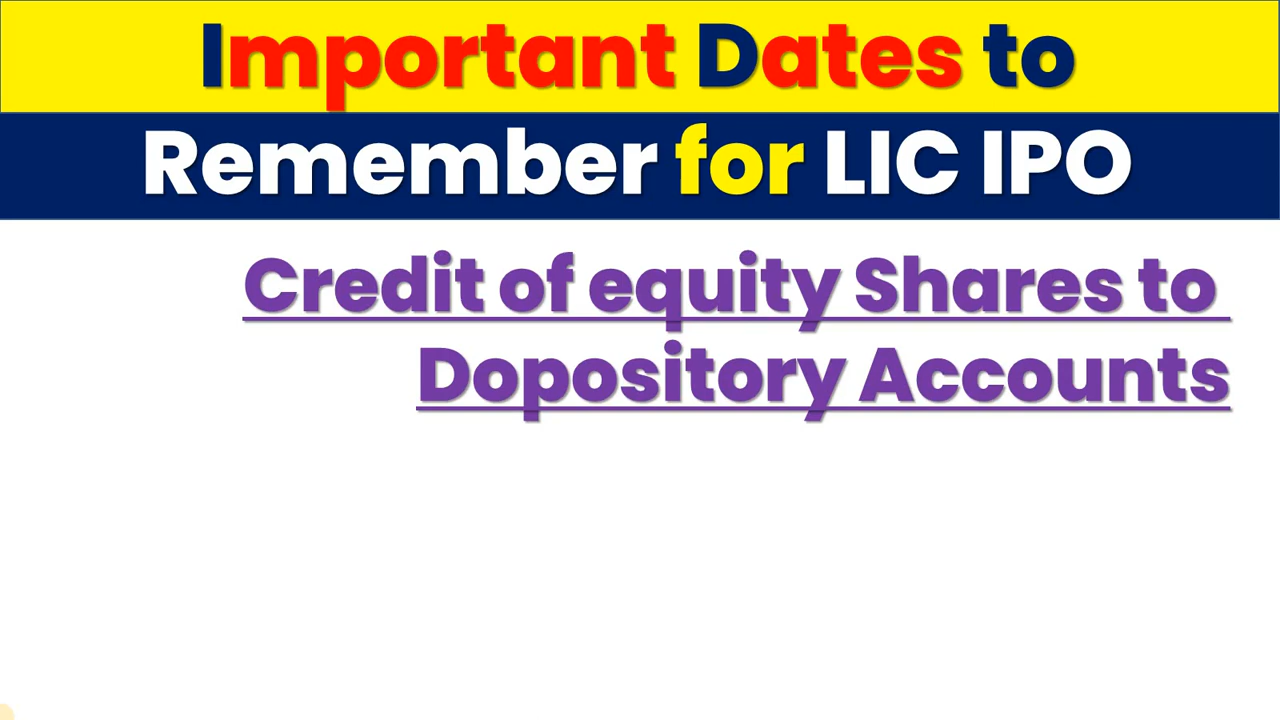 Important Dates to
Remember for LIC IPO
Credit of equity Shares to
Dopository Accounts